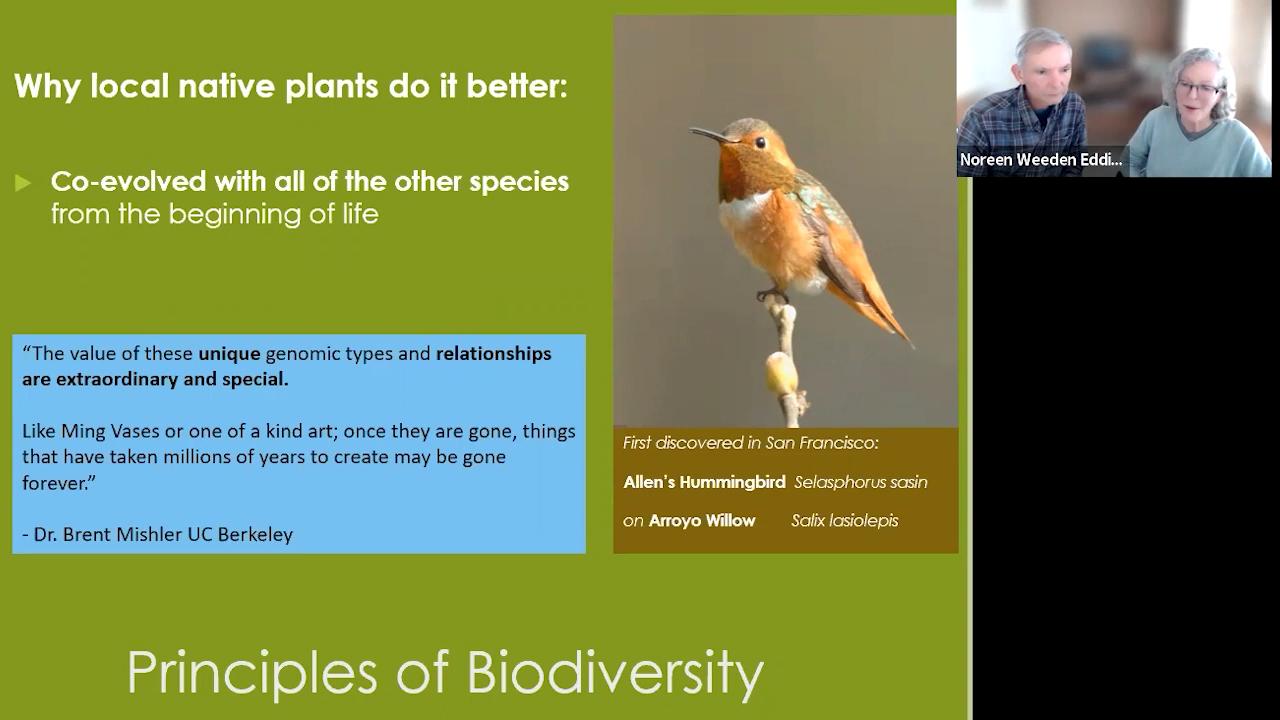 Why local native plants do it better:
Co-evolved with all of the other species
from the beginning of life
“The value of these unique genomic types and relationships
are extraordinary and special.
Like Ming Vases or one of a kind art; once they are gone, things
that have taken millions of years to create may be gone
forever.”
- Dr. Brent Mishler UC Berkeley
First discovered in San Francisco:
Allen's Hummingbird Selasphorus sasin
on Arroyo Willow Salix lasiolepis
Principles of Biodiversity
Noreen Weeden Eddi...